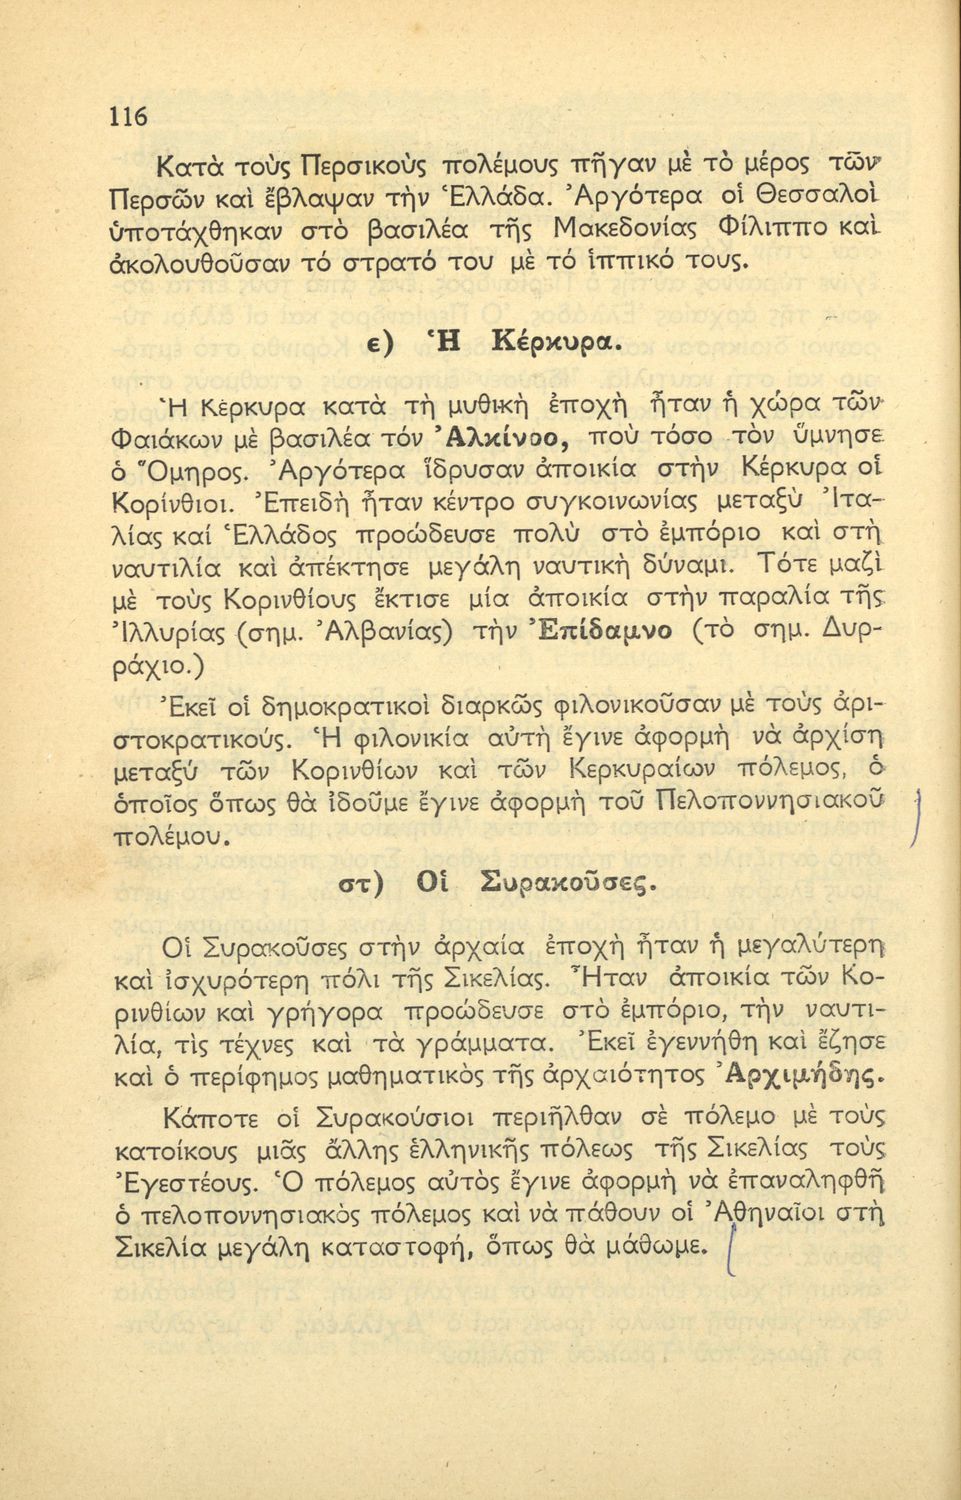 116
Κατὰ τοὺς Περσικοὺς πολέμους πῆγαν μὲ τὸ μέρος τῶν
Περσῶν καὶ ἔβλαψαν τὴν Ἑλλάδα. Ἀργότερα οἱ Θεσσαλοὶ
ὑποτάχθηκαν στὸ βασιλέα τῆς Μακεδονίας Φίλιππο καὶ
ἀκολουθοῦσαν τό στρατό του μὲ τό ἱππικό τους.
ε) Ἡ Κέρκυρα.
Ἡ Κέρκυρα κατὰ τὴ μυθικὴ ἐποχὴ ἦταν ἡ χώρα τῶν
Φαιάκων μὲ βασιλέα τόν Ἀλκίνοο, ποὺ τόσο τὸν ὕμνησε
ὁ Ὅμηρος. Ἀργότερα ἵδρυσαν ἀποικία στὴν Κέρκυρα οἱ
Κορίνθιοι. Ἐπειδὴ ἦταν κέντρο συγκοινωνίας μεταξὺ Ἰτα-
λίας καί Ἑλλάδος προώδευσε πολὺ στὸ ἐμπόριο καὶ στὴ
ναυτιλία καὶ ἀπέκτησε μεγάλη ναυτικὴ δύναμι. Τότε μαζὶ
μὲ τοὺς Κορινθίους ἔκτισε μία ἀποικία στὴν παραλία τῆς
Ἰλλυρίας (σημ. Ἀλβανίας) τὴν Ἐπίδαμνο (τὸ σημ. Δυρ-
ράχιο.)
Ἐκεῖ οἱ δημοκρατικοὶ διαρκῶς φιλονικοῦσαν μὲ τοὺς ἀρι-
στοκρατικούς. Ἡ φιλονικία αὐτὴ ἔγινε ἀφορμὴ νὰ ἀρχίση
μεταξύ τῶν Κορινθίων καὶ τῶν Κερκυραίων πόλεμος, ὁ
ὁποῖος ὅπως θὰ ἰδοῦμε ἔγινε ἀφορμὴ τοῦ Πελοποννησιακοῦ
πολέμου.
στ) Οἱ Συρακοῦσες.
Οἱ Συρακοῦσες στὴν ἀρχαία ἐποχὴ ἦταν ἡ μεγαλύτερη
καὶ ἰσχυρότερη πόλι τῆς Σικελίας. Ἦταν ἀποικία τῶν Κο-
ρινθίων καὶ γρήγορα προώδευσε στὸ ἐμπόριο, τὴν ναυτι-
λία, τὶς τέχνες καὶ τὰ γράμματα. Ἐκεῖ ἐγεννήθη καὶ ἔζησε
καὶ ὁ περίφημος μαθηματικὸς τῆς ἀρχαιότητος Ἀρχιμήδης.
Κάποτε οἱ Συρακούσιοι περιῆλθαν σὲ πόλεμο μὲ τοὺς
κατοίκους μιᾶς ἄλλης ἑλληνικῆς πόλεως τῆς Σικελίας τοὺς
Ἐγεστέους. Ὁ πόλεμος αὐτὸς ἔγινε ἀφορμὴ νὰ ἐπαναληφθῆ
ὁ πελοποννησιακὸς πόλεμος καὶ νὰ πάθουν οἱ Ἀθηναῖοι στὴ
Σικελία μεγάλη καταστοφή, ὅπως θὰ μάθωμε.